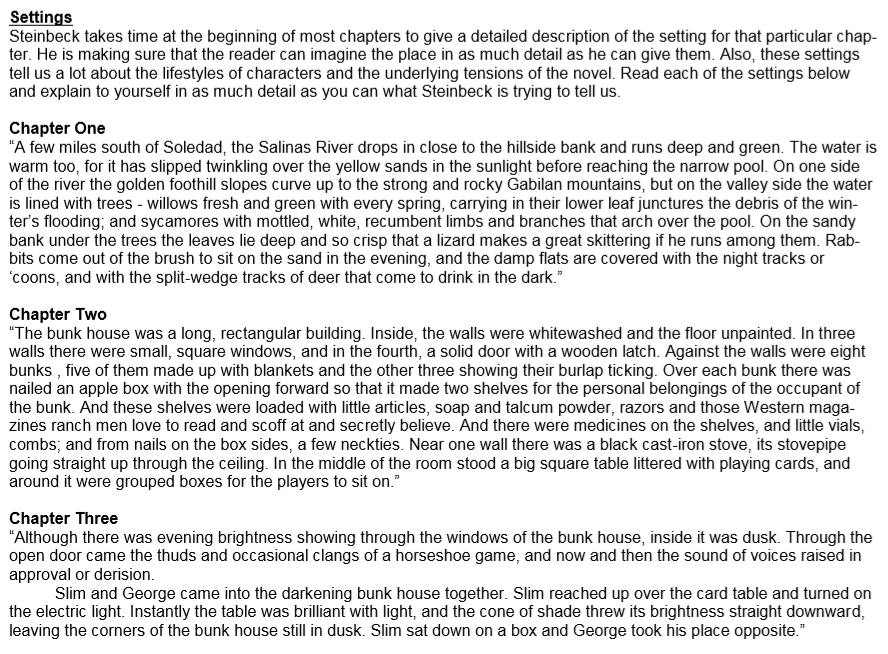 Settings
Steinbeck takes time at the beginning of most chapters to give a detailed description of the setting for that particular chap-
ter. He is making sure that the reader can imagine the place in as much detail as he can give them. Also, these settings
tell us a lot about the lifestyles of characters and the underlying tensions of the novel. Read each of the settings below
and explain to yourself in as much detail as you can what Steinbeck is trying to tell us.
Chapter One
“A few miles south of Soledad, the Salinas River drops in close to the hillside bank and runs deep and green. The water is
warm too, for it has slipped twinkling over the yellow sands in the sunlight before reaching the narrow pool. On one side
of the river the golden foothill slopes curve up to the strong and rocky Gabilan mountains, but on the valley side the water
is lined with trees - willows fresh and green with every spring, carrying in their lower leaf junctures the debris of the win-
ter’s flooding; and sycamores with mottled, white, recumbent limbs and branches that arch over the pool. On the sandy
bank under the trees the leaves lie deep and so crisp that a lizard makes a great skittering if he runs among them. Rab-
bits come out of the brush to sit on the sand in the evening, and the damp flats are covered with the night tracks or
‘coons, and with the split-wedge tracks of deer that come to drink in the dark.”
Chapter Two
“The bunk house was a long, rectangular building. Inside, the walls were whitewashed and the floor unpainted. In three
walls there were small, square windows, and in the fourth, a solid door with a wooden latch. Against the walls were eight
bunks , five of them made up with blankets and the other three showing their burlap ticking. Over each bunk there was
nailed an apple box with the opening forward so that it made two shelves for the personal belongings of the occupant of
the bunk. And these shelves were loaded with little articles, soap and talcum powder, razors and those Western maga-
zines ranch men love to read and scoff at and secretly believe. And there were medicines on the shelves, and little vials,
combs; and from nails on the box sides, a few neckties. Near one wall there was a black cast-iron stove, its stovepipe
going straight up through the ceiling. In the middle of the room stood a big square table littered with playing cards, and
around it were grouped boxes for the players to sit on.”
Chapter Three
“Although there was evening brightness showing through the windows of the bunk house, inside it was dusk. Through the
open door came the thuds and occasional clangs of a horseshoe game, and now and then the sound of voices raised in
approval or derision.
Slim and George came into the darkening bunk house together. Slim reached up over the card table and turned on
the electric light. Instantly the table was brilliant with light, and the cone of shade threw its brightness straight downward,
leaving the corners of the bunk house still in dusk. Slim sat down on a box and George took his place opposite.”